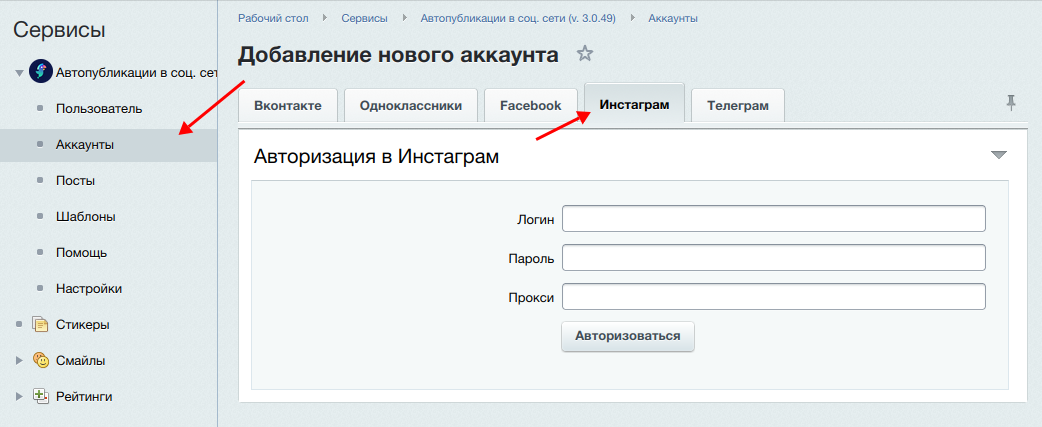 Сервисы
Автопубликации в соц. сет
Пользователь
Аккаунты
Посты
Шаблоны
Помощь
Настройки
Стикеры
Смайлы
Рейтинги
Рабочий стол Сервисы Автопубликации в соц. сети (v. 3.0.49) Аккаунты
Добавление нового аккаунта
Вконтакте Одноклассники Facebook Инстаграм Телеграм
Авторизация в Инстаграм
Логин
Пароль
Прокси
Авторизоваться